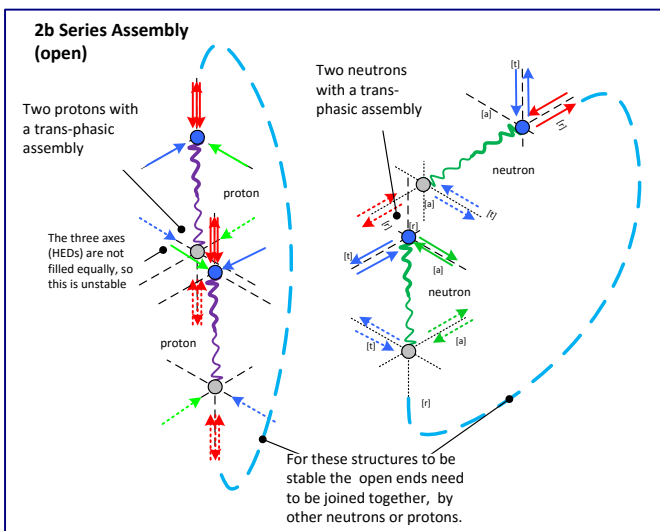 2b Series Assembly
(open)
Two protons with
a trans-phasic
assembly
proton
The three axes
(HEDs) are not
filled equally, so
this is unstable
proton
Two neutrons
with a trans-
phasic assembly
[t]
[a]
[r]
neutron
[r]
[a]
[t]
[r]
[t]
[a]
neutron
[t]
[a]
[r]
For these structures to be
stable the open ends need
to be joined together, by
other neutrons or protons.